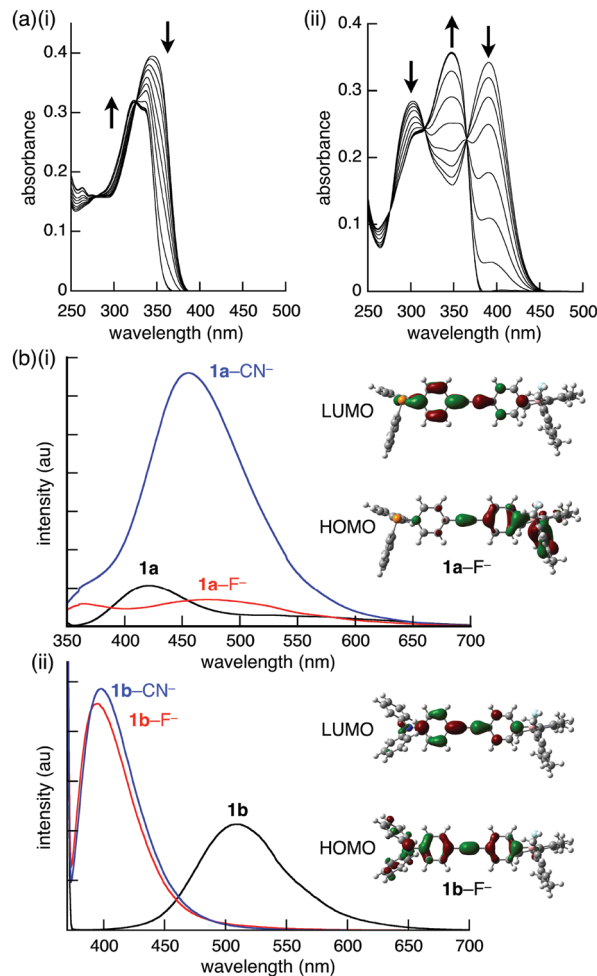 (a)(i)
(ii)
0.4
0.3
0.2
0.1
0
absorbance
250 300 350 400 450 500
wavelength (nm)
0.4
0.3
0.2
0.1
0
absorbance
250 300 350 400 450 500
wavelength (nm)
(b)(i)
1a–CN⁻
1a
1a–F⁻
intensity (au)
350 400 450 500 550 600 700
wavelength (nm)
LUMO
HOMO
1a–F⁻
(ii)
1b–CN⁻
1b–F⁻
1b
intensity (au)
400 450 500 550 600 650 700
wavelength (nm)
LUMO
HOMO
1b–F⁻